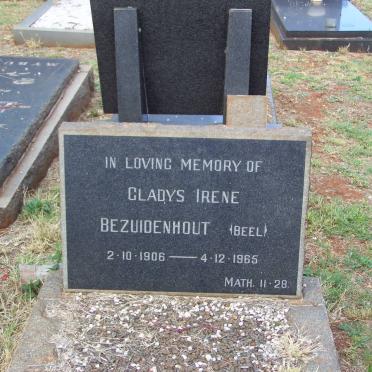 IN LOVING MEMORY OF
GLADYS IRENE
BEZUIDENHOUT (BEEL)
2·10·1906 — 4·12·1965
MATH. 11·28.